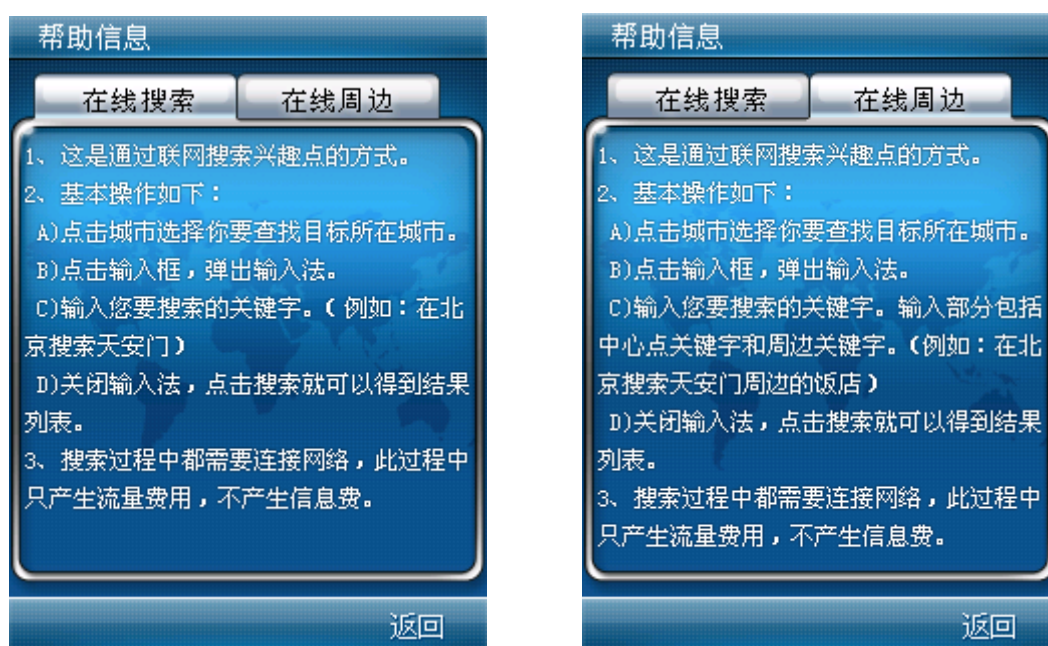 帮助信息
在线搜索 在线周边
1、这是通过联网搜索兴趣点的方式。
2、基本操作如下：
A)点击城市选择你要查找目标所在城市。
B)点击输入框，弹出输入法。
C)输入您要搜索的关键字。（例如：在北
京搜索天安门）
D)关闭输入法，点击搜索就可以得到结果
列表。
3、搜索过程中都需要连接网络，此过程中
只产生流量费用，不产生信息费。
返回
帮助信息
在线搜索 在线周边
1、这是通过联网搜索兴趣点的方式。
2、基本操作如下：
A)点击城市选择你要查找目标所在城市。
B)点击输入框，弹出输入法。
C)输入您要搜索的关键字。输入部分包括
中心点关键字和周边关键字。（例如：在北
京搜索天安门周边的饭店）
D)关闭输入法，点击搜索就可以得到结果
列表。
3、搜索过程中都需要连接网络，此过程中
只产生流量费用，不产生信息费。
返回